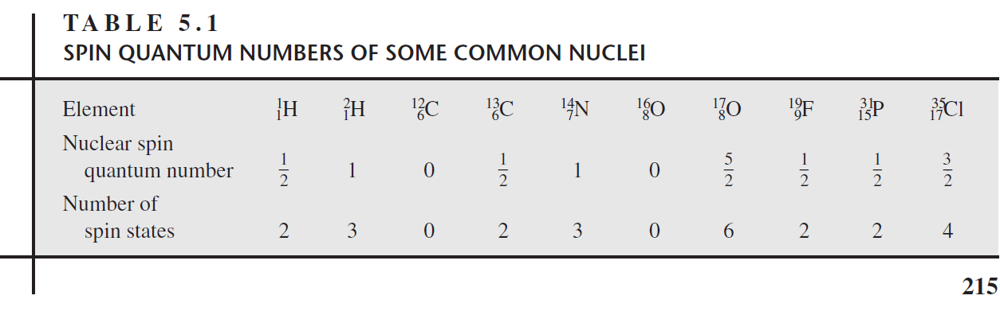 TABLE 5.1
SPIN QUANTUM NUMBERS OF SOME COMMON NUCLEI
Element ¹₁H ²₁H ¹²₆C ¹³₆C ¹⁴₇N ¹⁶₈O ¹⁷₈O ¹⁹₉F ³¹₁₅P ³⁵₁₇Cl
Nuclear spin
quantum number 1/2 1 0 1/2 1 0 5/2 1/2 1/2 3/2
Number of
spin states 2 3 0 2 3 0 6 2 2 4
215